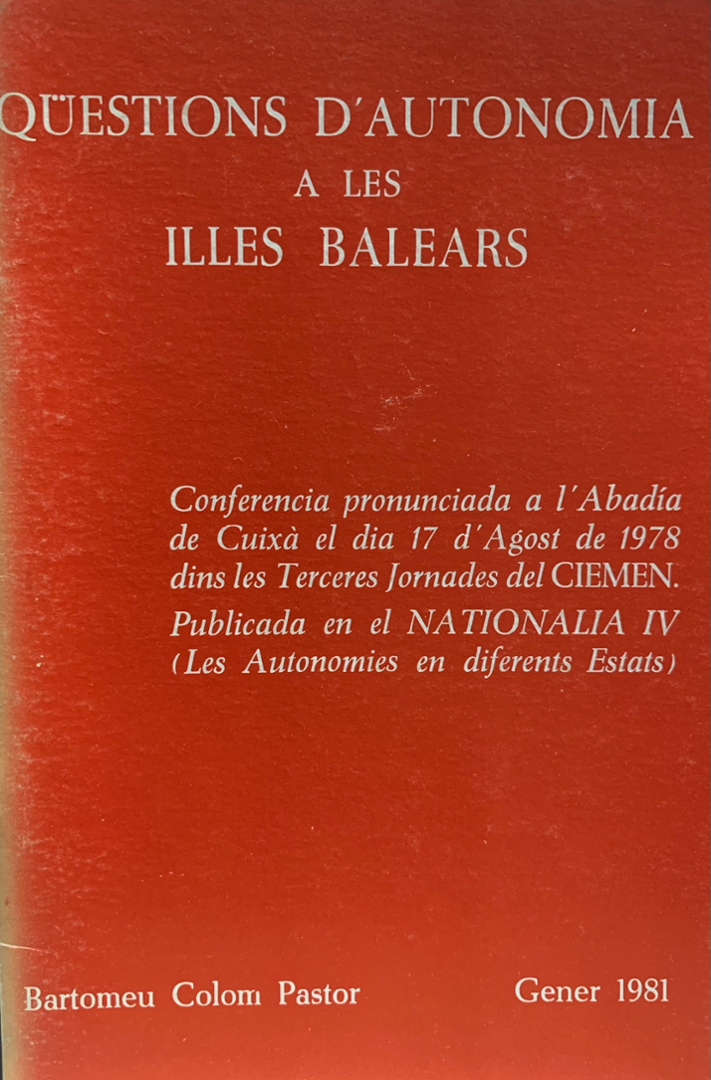 QÜESTIONS D'AUTONOMIA
A LES
ILLES BALEARS
Conferencia pronunciada a l'Abadía
de Cuixà el dia 17 d'Agost de 1978
dins les Terceres Jornades del CIEMEN.
Publicada en el NATIONALIA IV
(Les Autonomies en diferents Estats)
Bartomeu Colom Pastor
Gener 1981